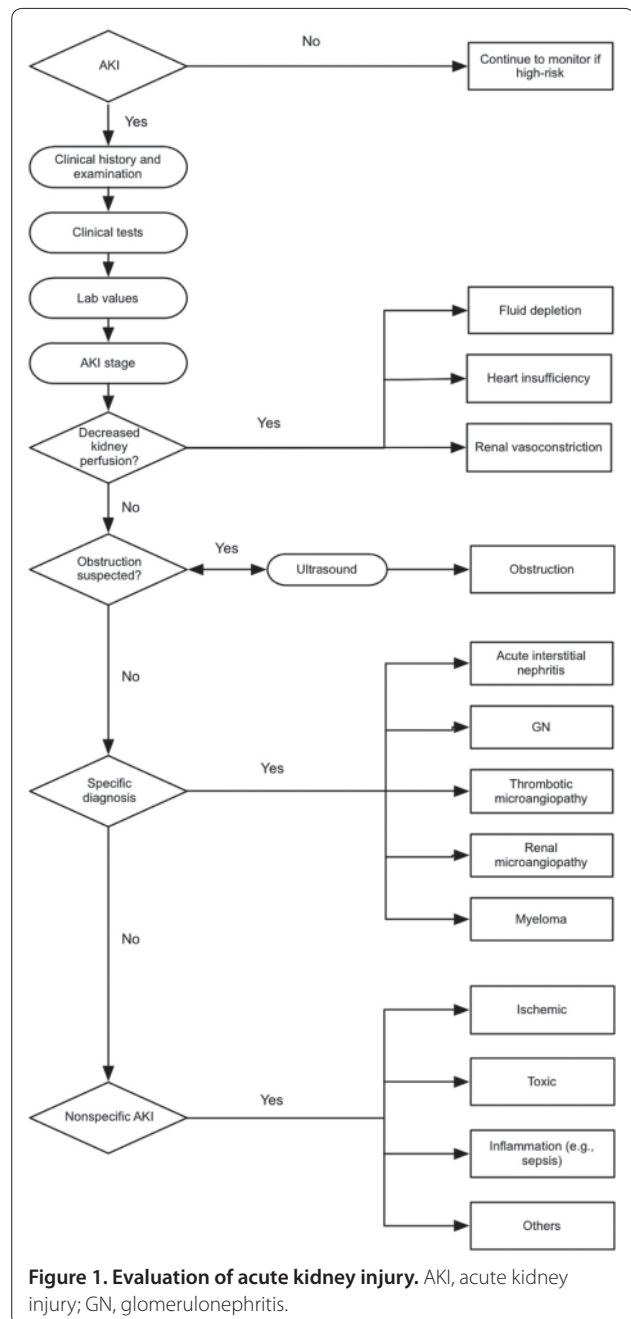 AKI
No
Continue to monitor if
high-risk
Yes
Clinical history and
examination
Clinical tests
Lab values
Fluid depletion
AKI stage
Heart insufficiency
Decreased
kidney
perfusion?
Yes
Renal vasoconstriction
No
Obstruction
suspected?
Yes
Ultrasound
Obstruction
No
Acute interstitial
nephritis
GN
Specific
diagnosis
Yes
Thrombotic
microangiopathy
Renal
microangiopathy
Myeloma
No
Ischemic
Toxic
Nonspecific AKI
Yes
Inflammation (e.g.,
sepsis)
Others
Figure 1. Evaluation of acute kidney injury. AKI, acute kidney
injury; GN, glomerulonephritis.